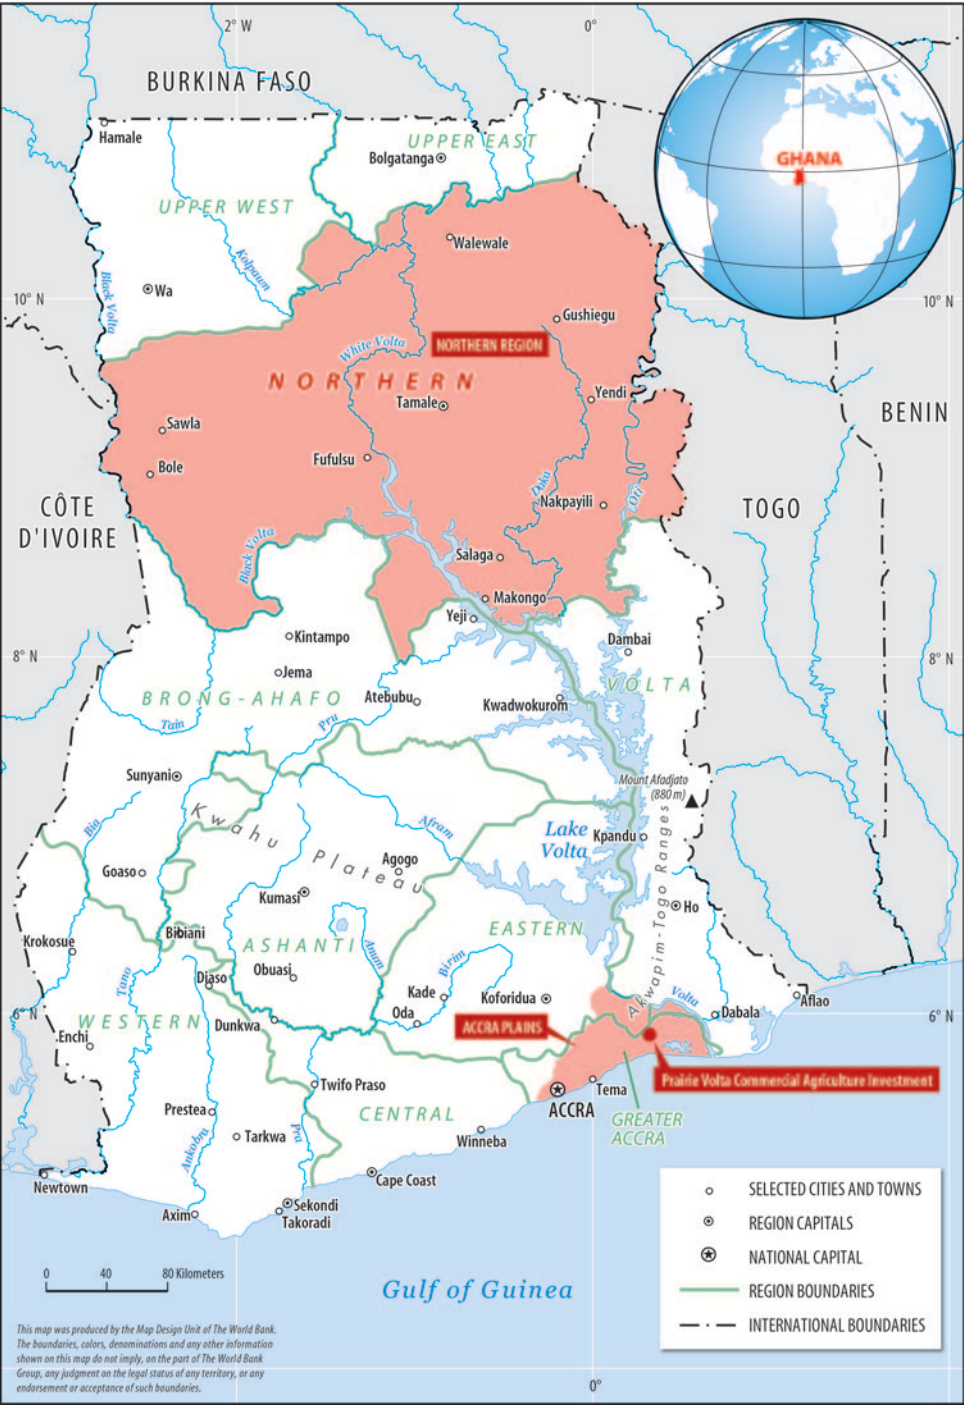 2° W
0°
BURKINA FASO
Hamale
UPPER EAST
Bolgatanga
GHANA
UPPER WEST
Walewale
Kolpawn
Black Volta
Wa
10° N
10° N
Gushiegu
White Volta
NORTHERN REGION
NORTHERN
Tamale
Yendi
BENIN
Sawla
Fufulsu
Bole
Daka
Oti
Nakpayili
CÔTE
D'IVOIRE
TOGO
Black Volta
Salaga
Makongo
Yeji
Kintampo
Dambai
8° N
8° N
Jema
VOLTA
BRONG-AHAFO
Atebubu
Kwadwokurom
Tain
Pru
Sunyani
Mount Afadjato
(880 m)
Bia
Kwahu Plateau
Afram
Lake
Volta
Kpandu
Agogo
Goaso
Kumasi
Akwapim-Togo Ranges
Ho
Bibiani
EASTERN
Krokosue
ASHANTI
Anum
Birim
Tano
Obuasi
Diaso
Kade
Koforidua
Volta
Aflao
6° N
WESTERN
Dunkwa
Oda
Dabala
6° N
Enchi
ACCRA PLAINS
Prairie Volta Commercial Agriculture Investment
Twifo Praso
Tema
ACCRA
Prestea
CENTRAL
GREATER
ACCRA
Ankobra
Tarkwa
Pra
Winneba
Newtown
Cape Coast
Axim
Sekondi
Takoradi
SELECTED CITIES AND TOWNS
REGION CAPITALS
NATIONAL CAPITAL
REGION BOUNDARIES
INTERNATIONAL BOUNDARIES
0 40 80 Kilometers
Gulf of Guinea
This map was produced by the Map Design Unit of The World Bank.
The boundaries, colors, denominations and any other information
shown on this map do not imply, on the part of The World Bank
Group, any judgment on the legal status of any territory, or any
endorsement or acceptance of such boundaries.
0°